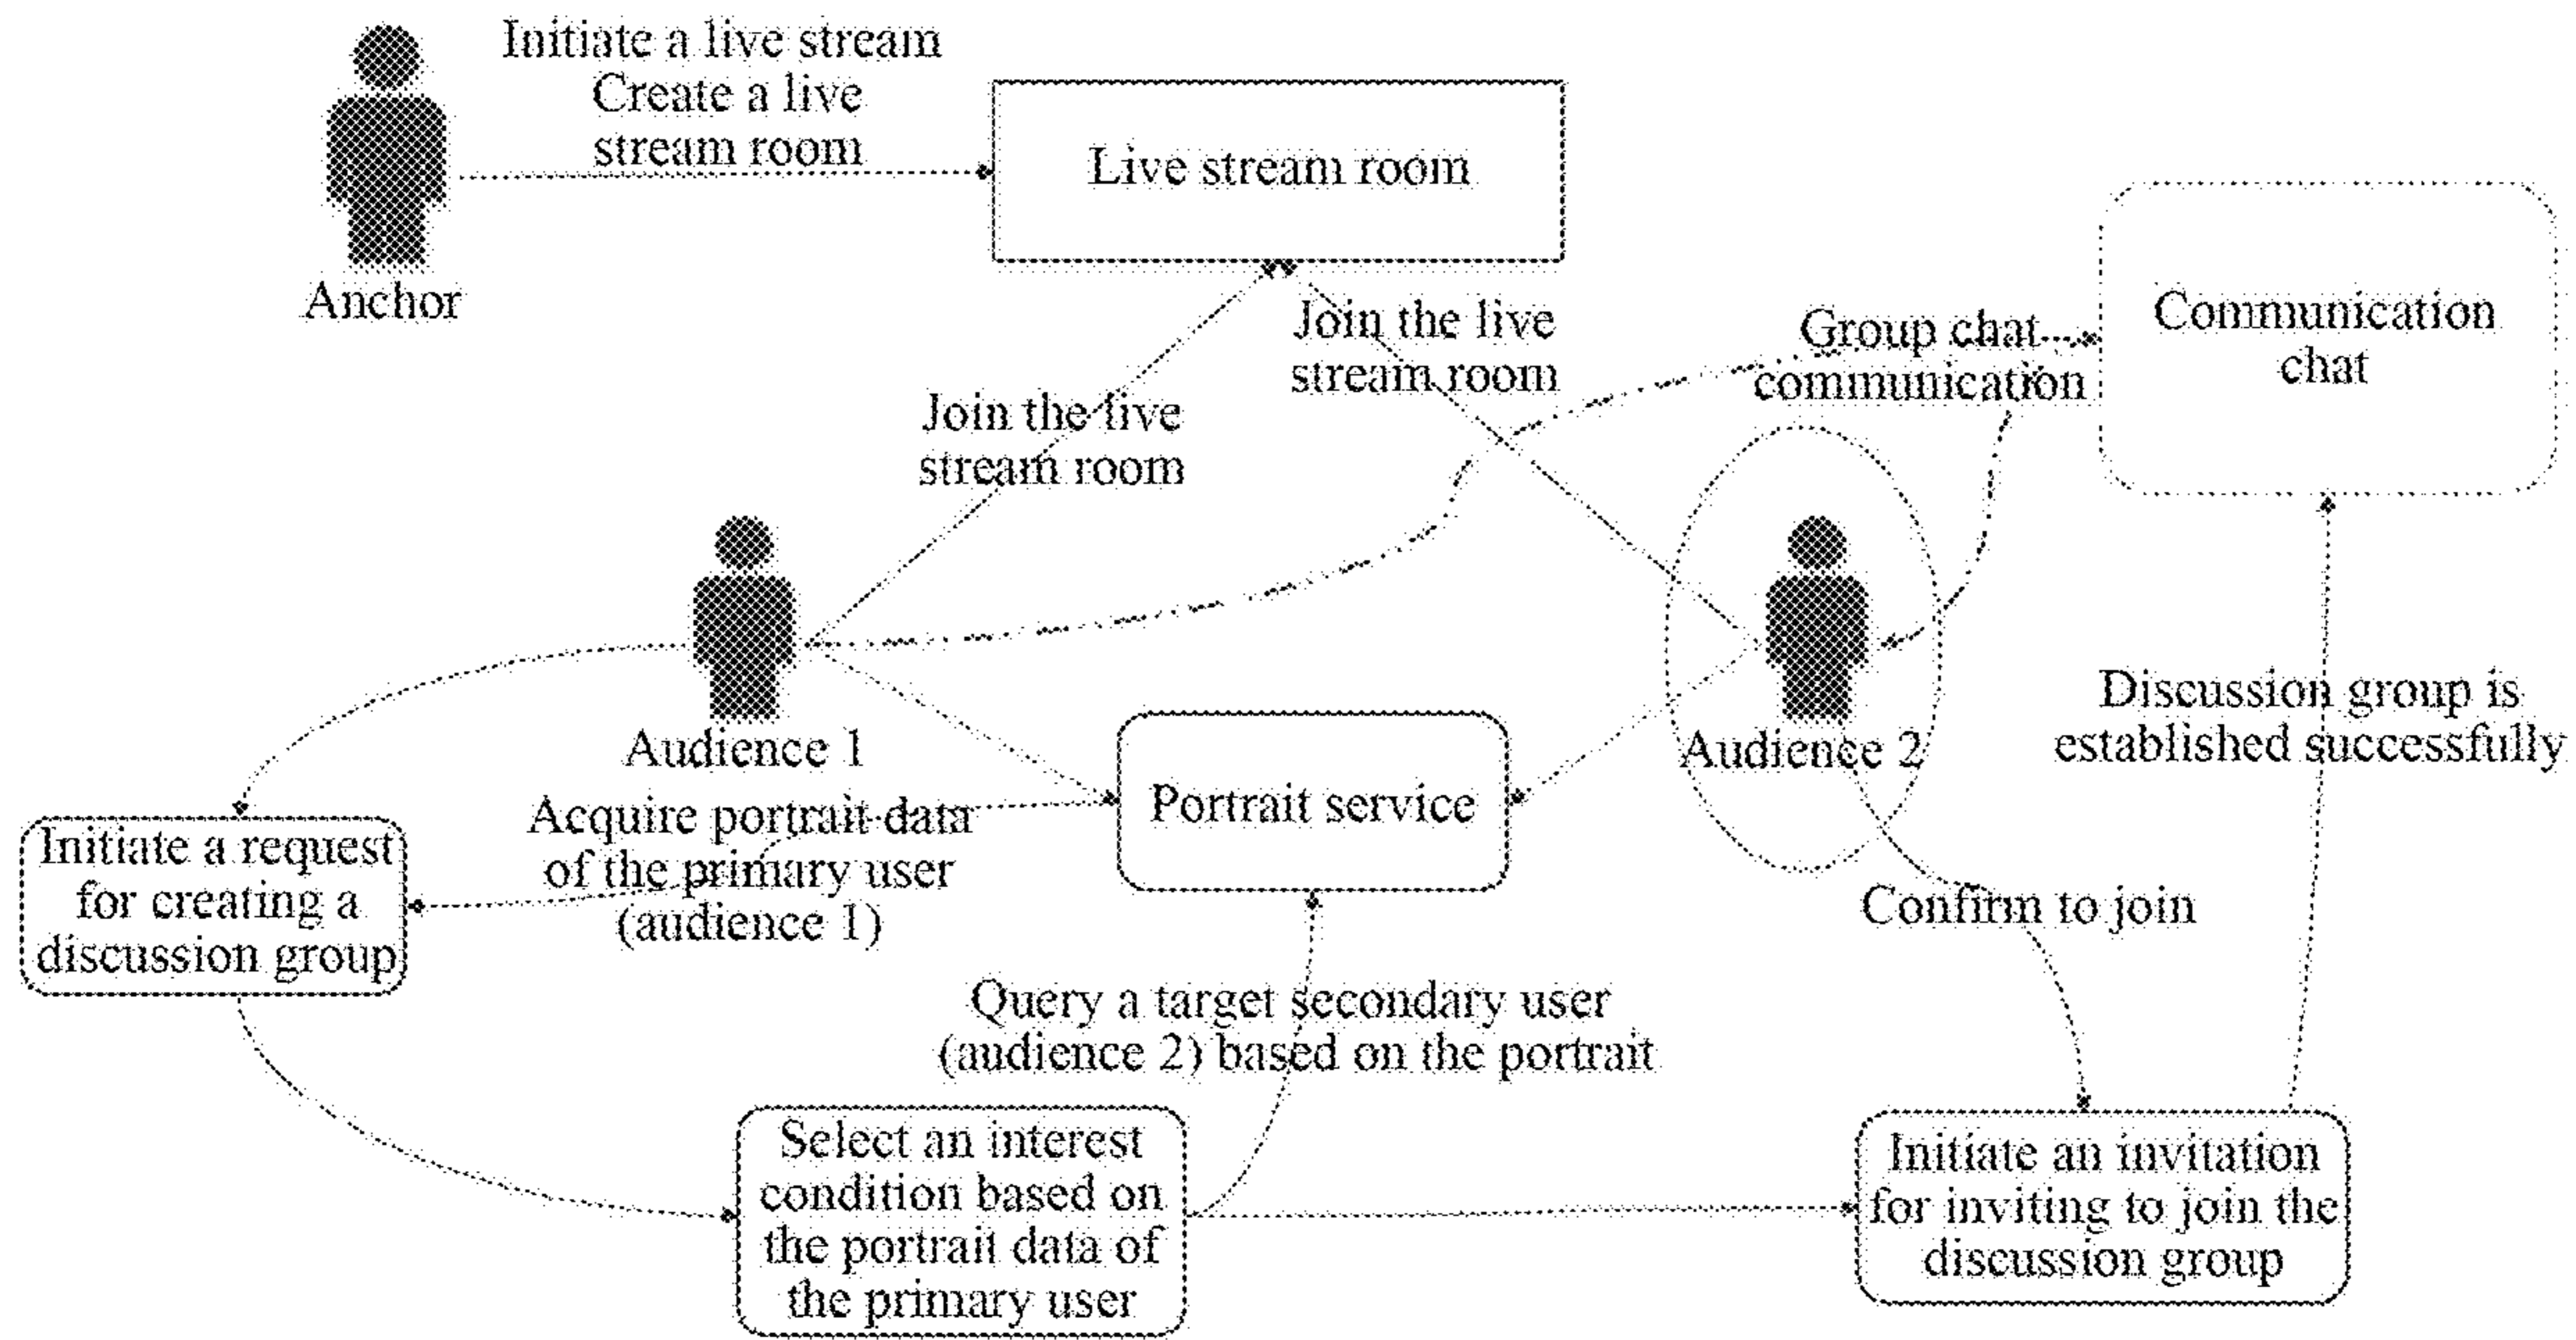 Initiate a live stream
Create a live
stream room
Live stream room
Anchor
Communication
chat
Join the live
stream room
Group chat
communication
Join the live
stream room
Audience 1
Audience 2
Discussion group is
established successfully
Portrait service
Acquire portrait data
of the primary user
(audience 1)
Initiate a request
for creating a
discussion group
Confirm to join
Query a target secondary user
(audience 2) based on the portrait
Select an interest
condition based on
the portrait data of
the primary user
Initiate an invitation
for inviting to join the
discussion group